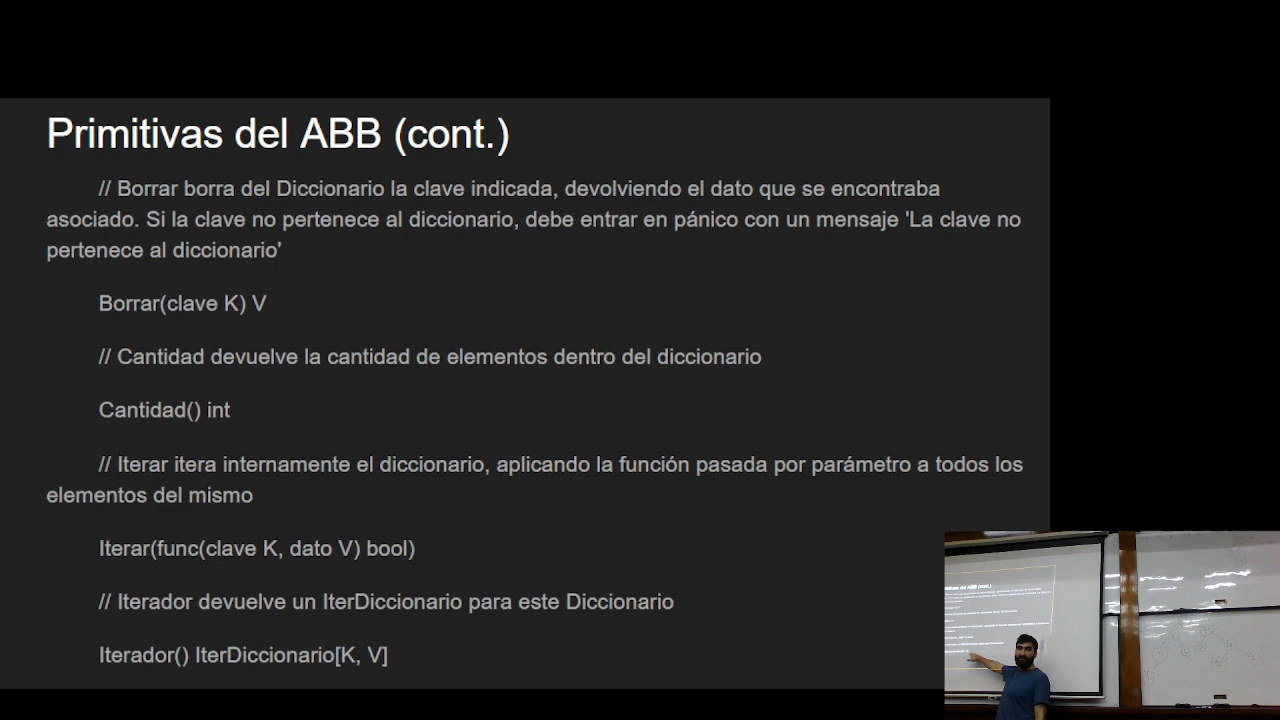 Primitivas del ABB (cont.)
// Borrar borra del Diccionario la clave indicada, devolviendo el dato que se encontraba
asociado. Si la clave no pertenece al diccionario, debe entrar en pánico con un mensaje 'La clave no
pertenece al diccionario'
Borrar(clave K) V
// Cantidad devuelve la cantidad de elementos dentro del diccionario
Cantidad() int
// Iterar itera internamente el diccionario, aplicando la función pasada por parámetro a todos los
elementos del mismo
Iterar(func(clave K, dato V) bool)
// Iterador devuelve un IterDiccionario para este Diccionario
Iterador() IterDiccionario[K, V]